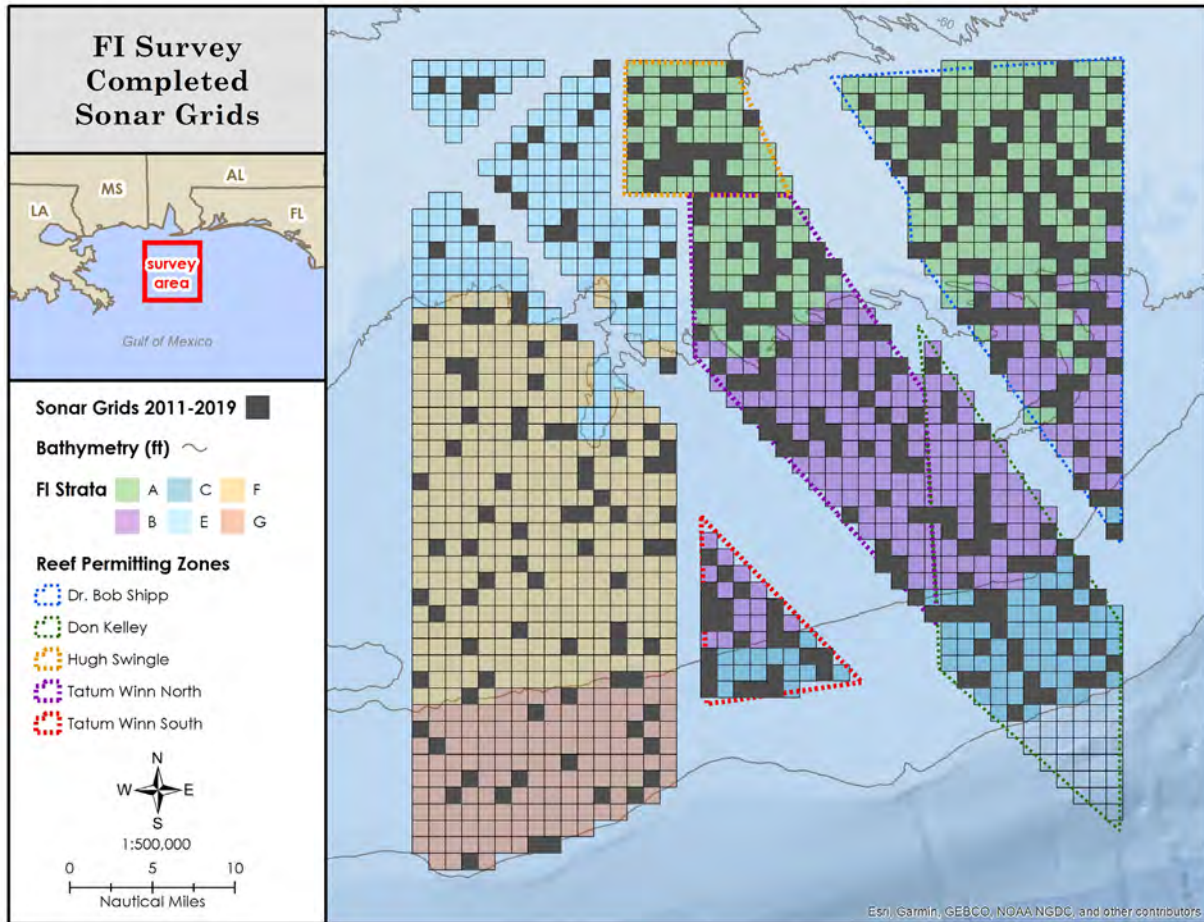 FI Survey
Completed
Sonar Grids
MS
AL
LA
FL
survey
area
Gulf of Mexico
Sonar Grids 2011-2019
Bathymetry (ft)
FI Strata
A
C
F
B
E
G
Reef Permitting Zones
Dr. Bob Shipp
Don Kelley
Hugh Swingle
Tatum Winn North
Tatum Winn South
N
W
E
S
1:500,000
0
5
10
Nautical Miles
-60
Esri, Garmin, GEBCO, NOAA NGDC, and other contributors